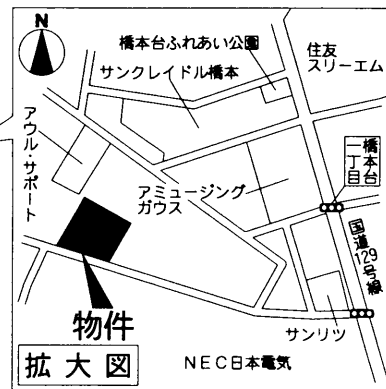 N
橋本台ふれあい公園
サンクレイドル橋本
住友
スリーエム
アウル・サポート
アミュージング
ガウス
橋本台
一丁目
国道129号線
物件
サンリツ
拡大図
NEC日本電気